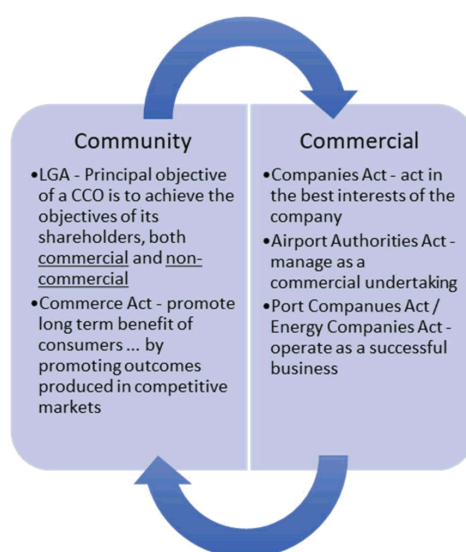 Community
•LGA - Principal objective
of a CCO is to achieve the
objectives of its
shareholders, both
commercial and non-
commercial
•Commerce Act - promote
long term benefit of
consumers ... by
promoting outcomes
produced in competitive
markets
Commercial
•Companies Act - act in
the best interests of the
company
•Airport Authorities Act -
manage as a
commercial undertaking
•Port Companues Act /
Energy Companies Act -
operate as a successful
business